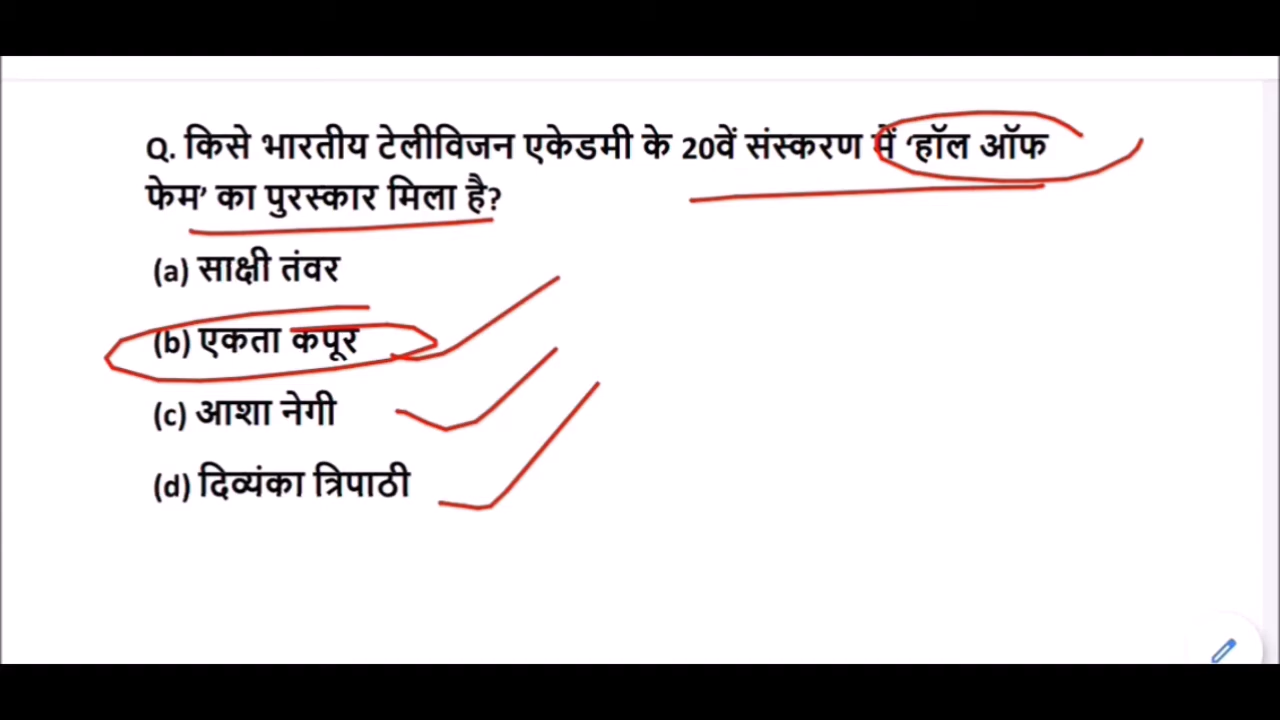 Q. किसे भारतीय टेलीविजन एकेडमी के 20वें संस्करण में ‘हॉल ऑफ
फेम’ का पुरस्कार मिला है?
(a) साक्षी तंवर
(b) एकता कपूर
(c) आशा नेगी
(d) दिव्यंका त्रिपाठी